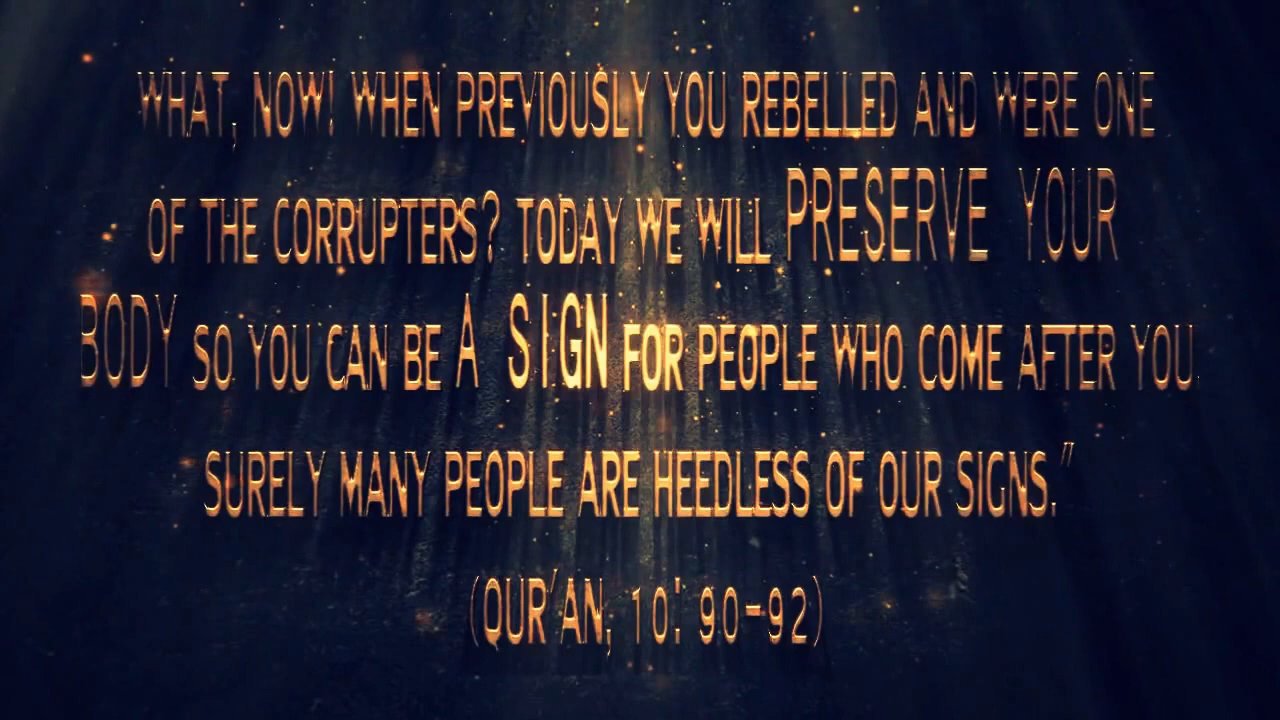 WHAT, NOW! WHEN PREVIOUSLY YOU REBELLED AND WERE ONE
OF THE CORRUPTERS? TODAY WE WILL PRESERVE YOUR
BODY SO YOU CAN BE A SIGN FOR PEOPLE WHO COME AFTER YOU
SURELY MANY PEOPLE ARE HEEDLESS OF OUR SIGNS."
(QUR'AN, 10: 90-92)